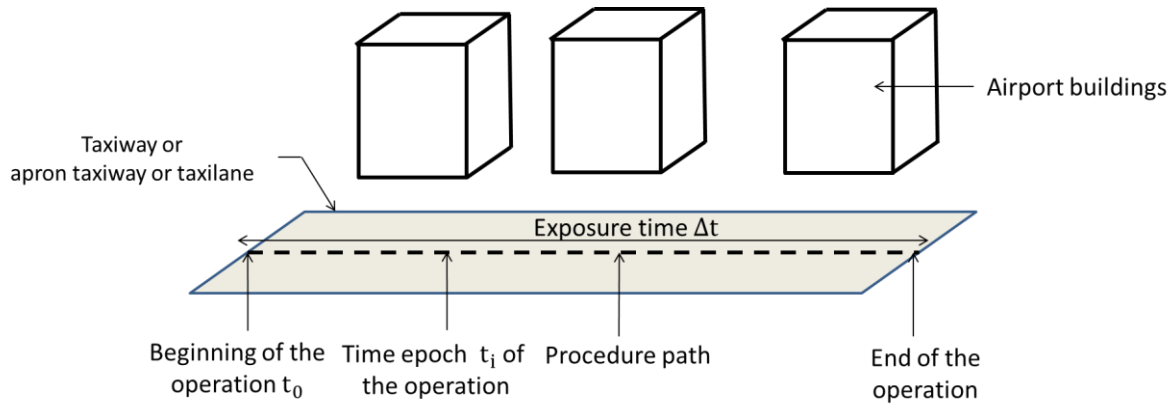 Airport buildings
Taxiway or
apron taxiway or taxilane
Exposure time Δt
Beginning of the
operation t₀
Time epoch tᵢ of
the operation
Procedure path
End of the
operation